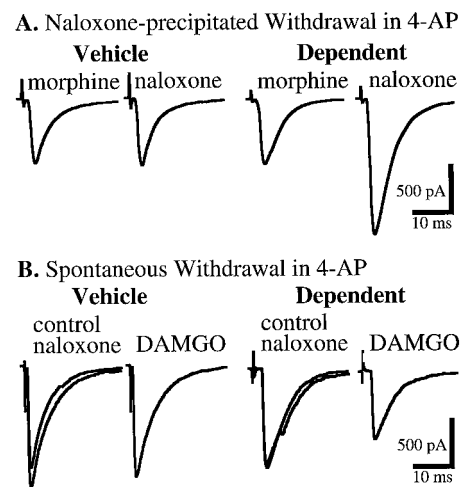 A. Naloxone-precipitated Withdrawal in 4-AP
Vehicle Dependent
morphine naloxone morphine naloxone
500 pA
10 ms
B. Spontaneous Withdrawal in 4-AP
Vehicle Dependent
control control
naloxone DAMGO naloxone DAMGO
500 pA
10 ms